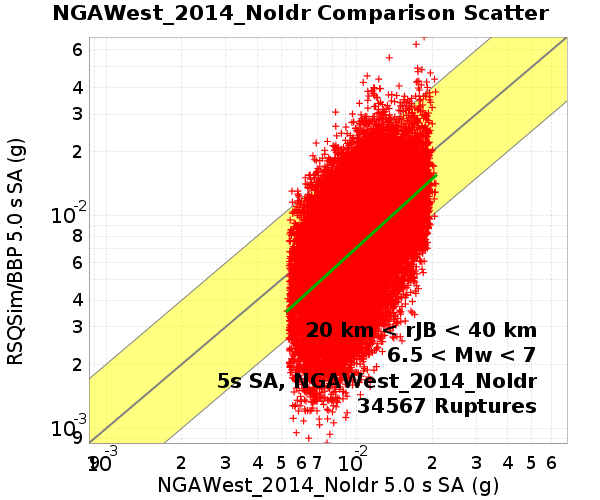 NGAWest_2014_NoIdr Comparison Scatter
6
4
3
2
10-2
8
6
4
3
2
10-3
9
RSQSim/BBP 5.0 s SA (g)
20 km < rJB < 40 km
6.5 < Mw < 7
5s SA, NGAWest_2014_NoIdr
34567 Ruptures
9 10-3 2 3 4 5 6 7 10-2 2 3 4 5 6
NGAWest_2014_NoIdr 5.0 s SA (g)